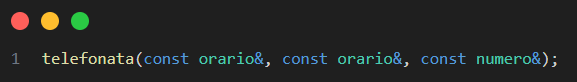 1 telefonata(const orario&, const orario&, const numero&);